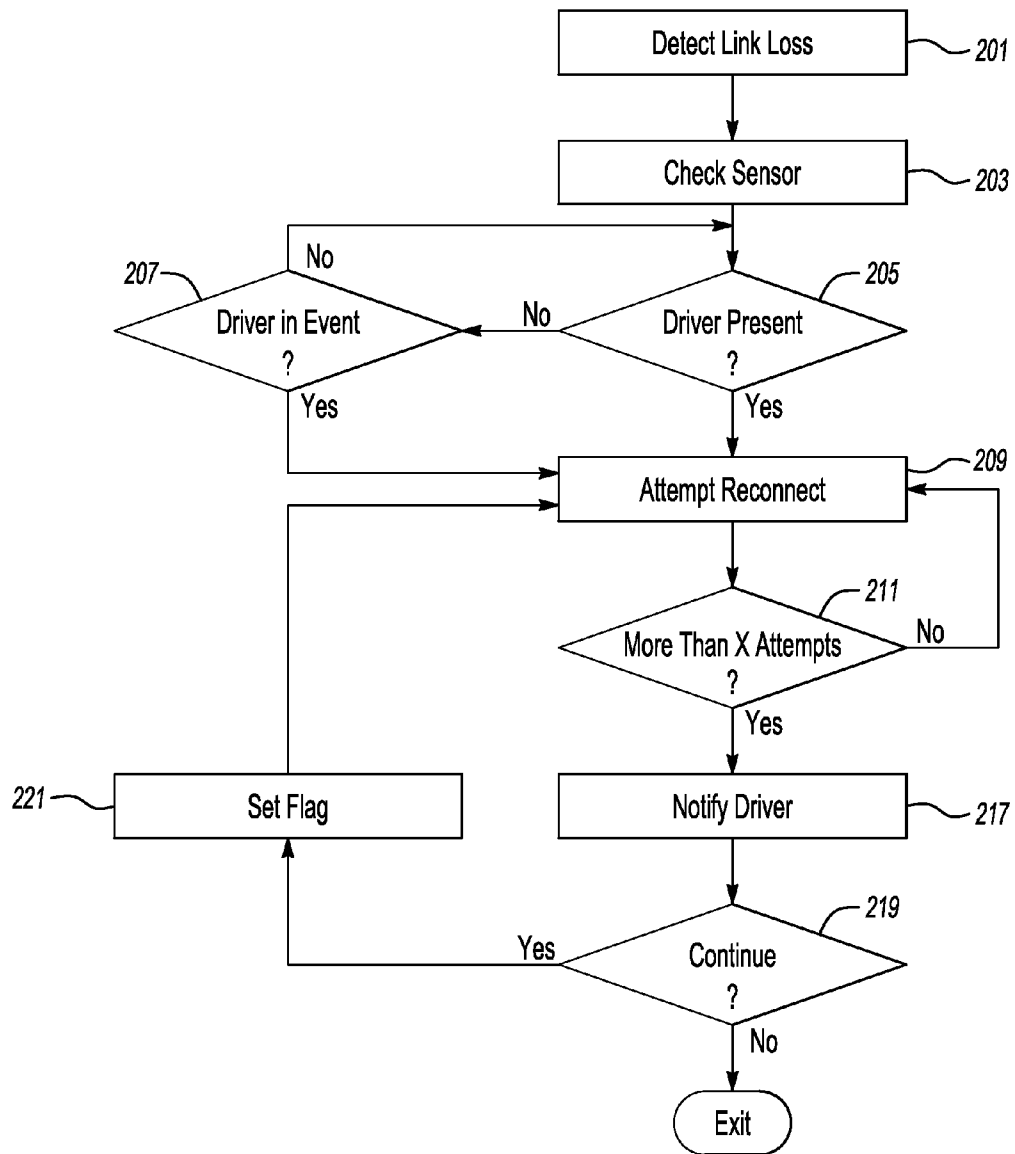 Detect Link Loss
201
Check Sensor
203
207
No
205
Driver in Event
?
No
Driver Present
?
Yes
Yes
209
Attempt Reconnect
211
More Than X Attempts
?
No
Yes
221
Set Flag
Notify Driver
217
219
Yes
Continue
?
No
Exit